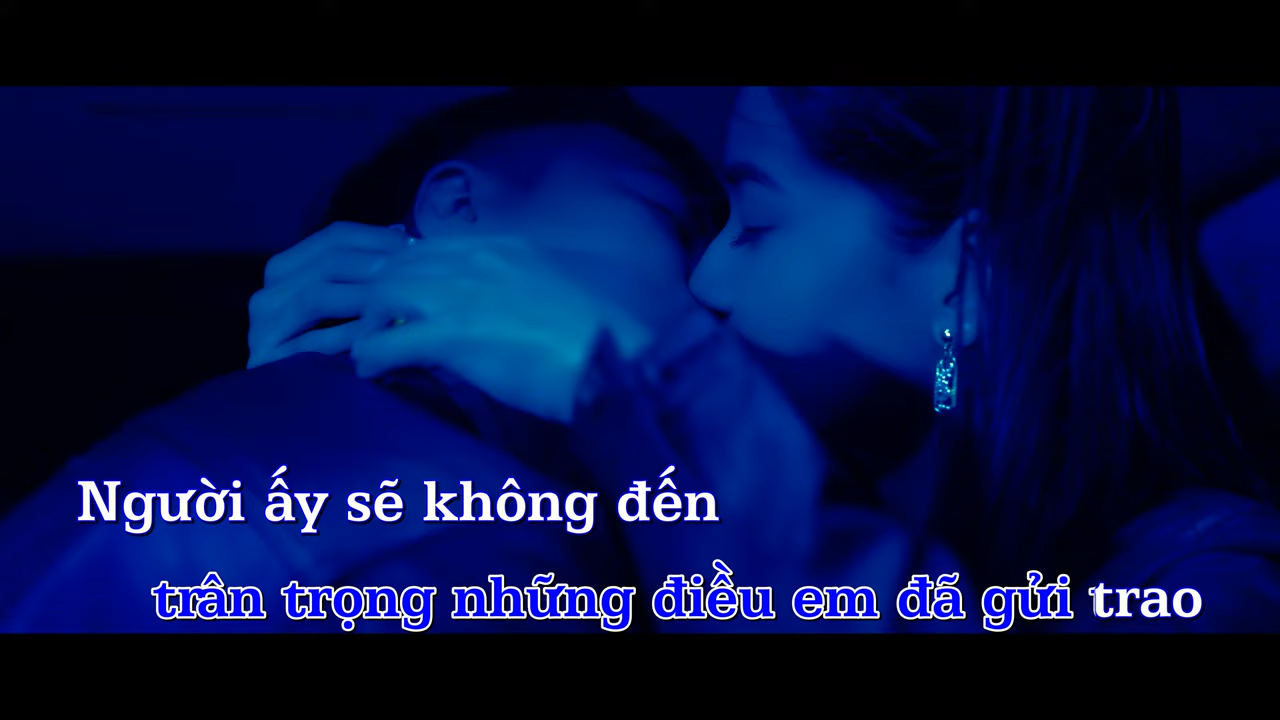 Người ấy sẽ không đến
trân trọng những điều em đã gửi trao